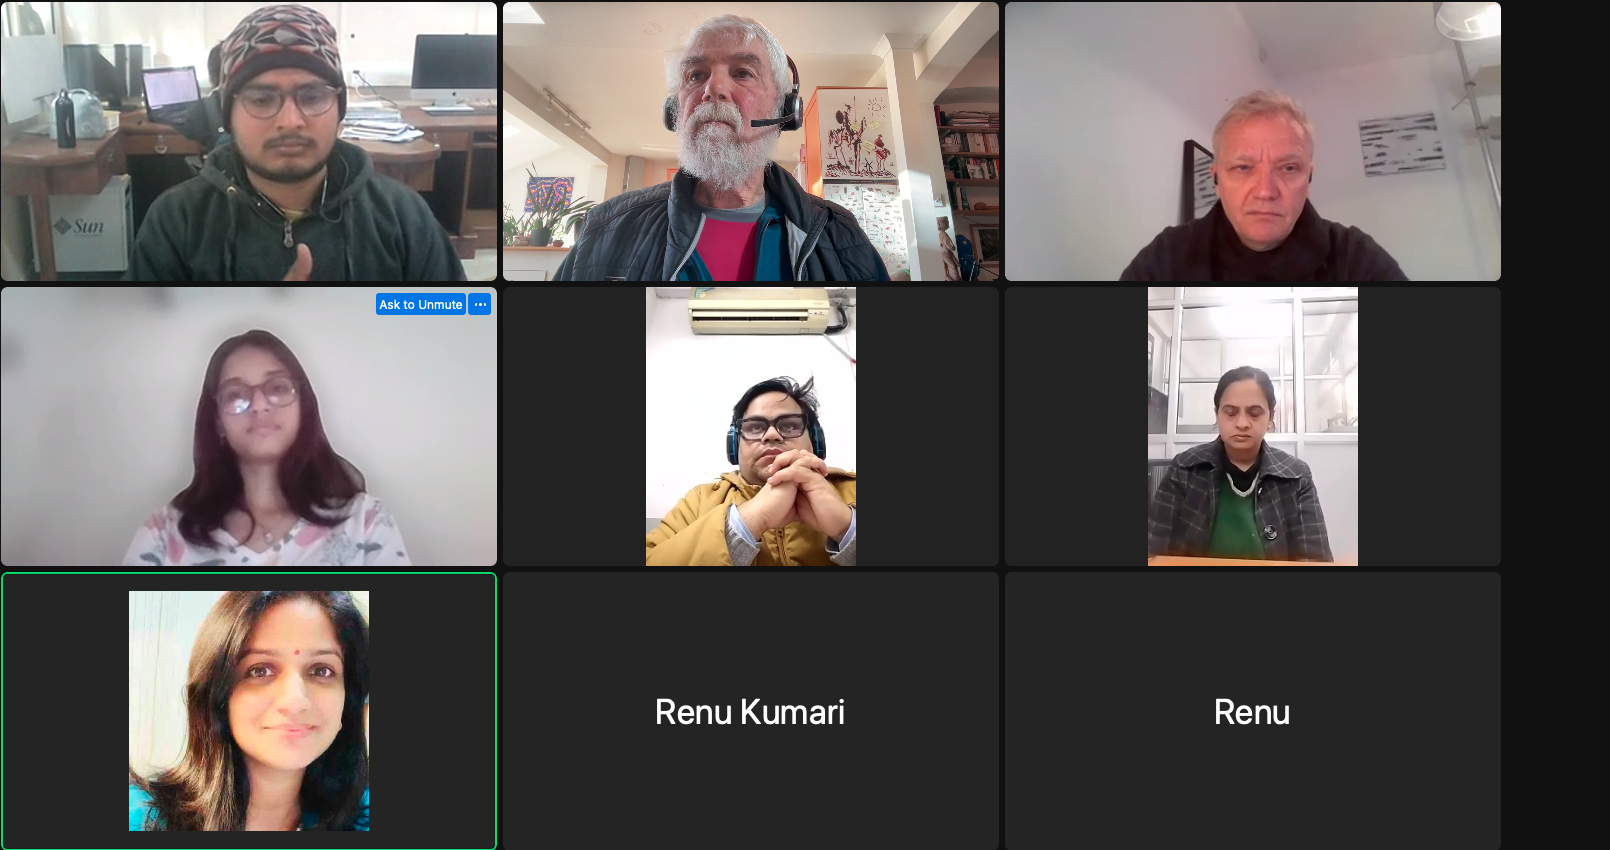 Sun
Ask to Unmute
Renu Kumari
Renu